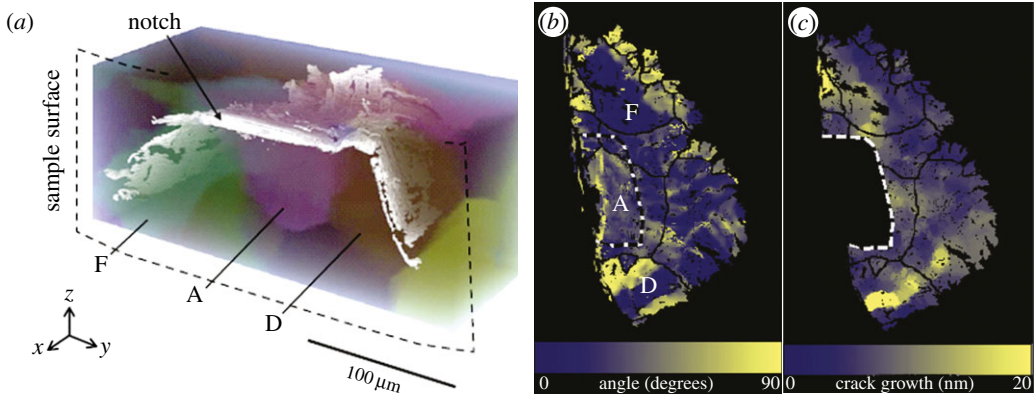 (a)
notch
sample surface
F
A
D
z
x
y
100 μm
(b)
F
A
D
0 angle (degrees) 90
(c)
0 crack growth (nm) 20